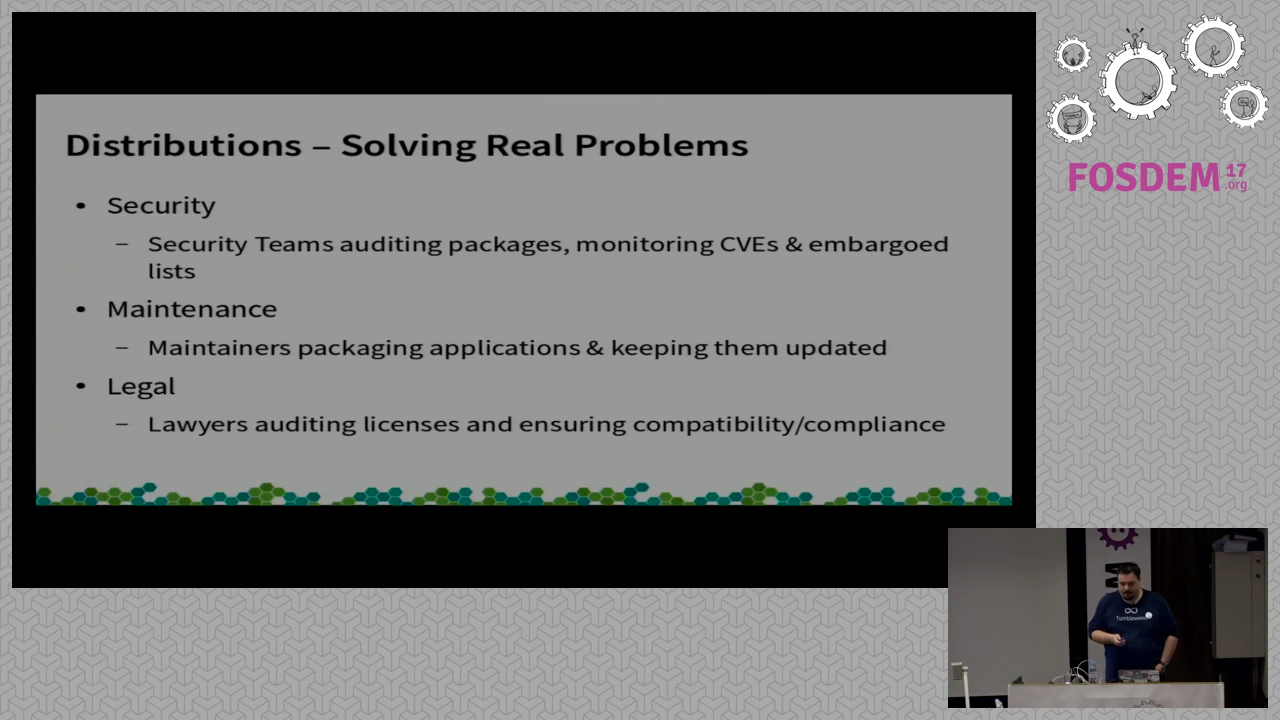 Distributions – Solving Real Problems
• Security
– Security Teams auditing packages, monitoring CVEs & embargoed
lists
• Maintenance
– Maintainers packaging applications & keeping them updated
• Legal
– Lawyers auditing licenses and ensuring compatibility/compliance
FOSDEM 17
.org
Tumbleweed